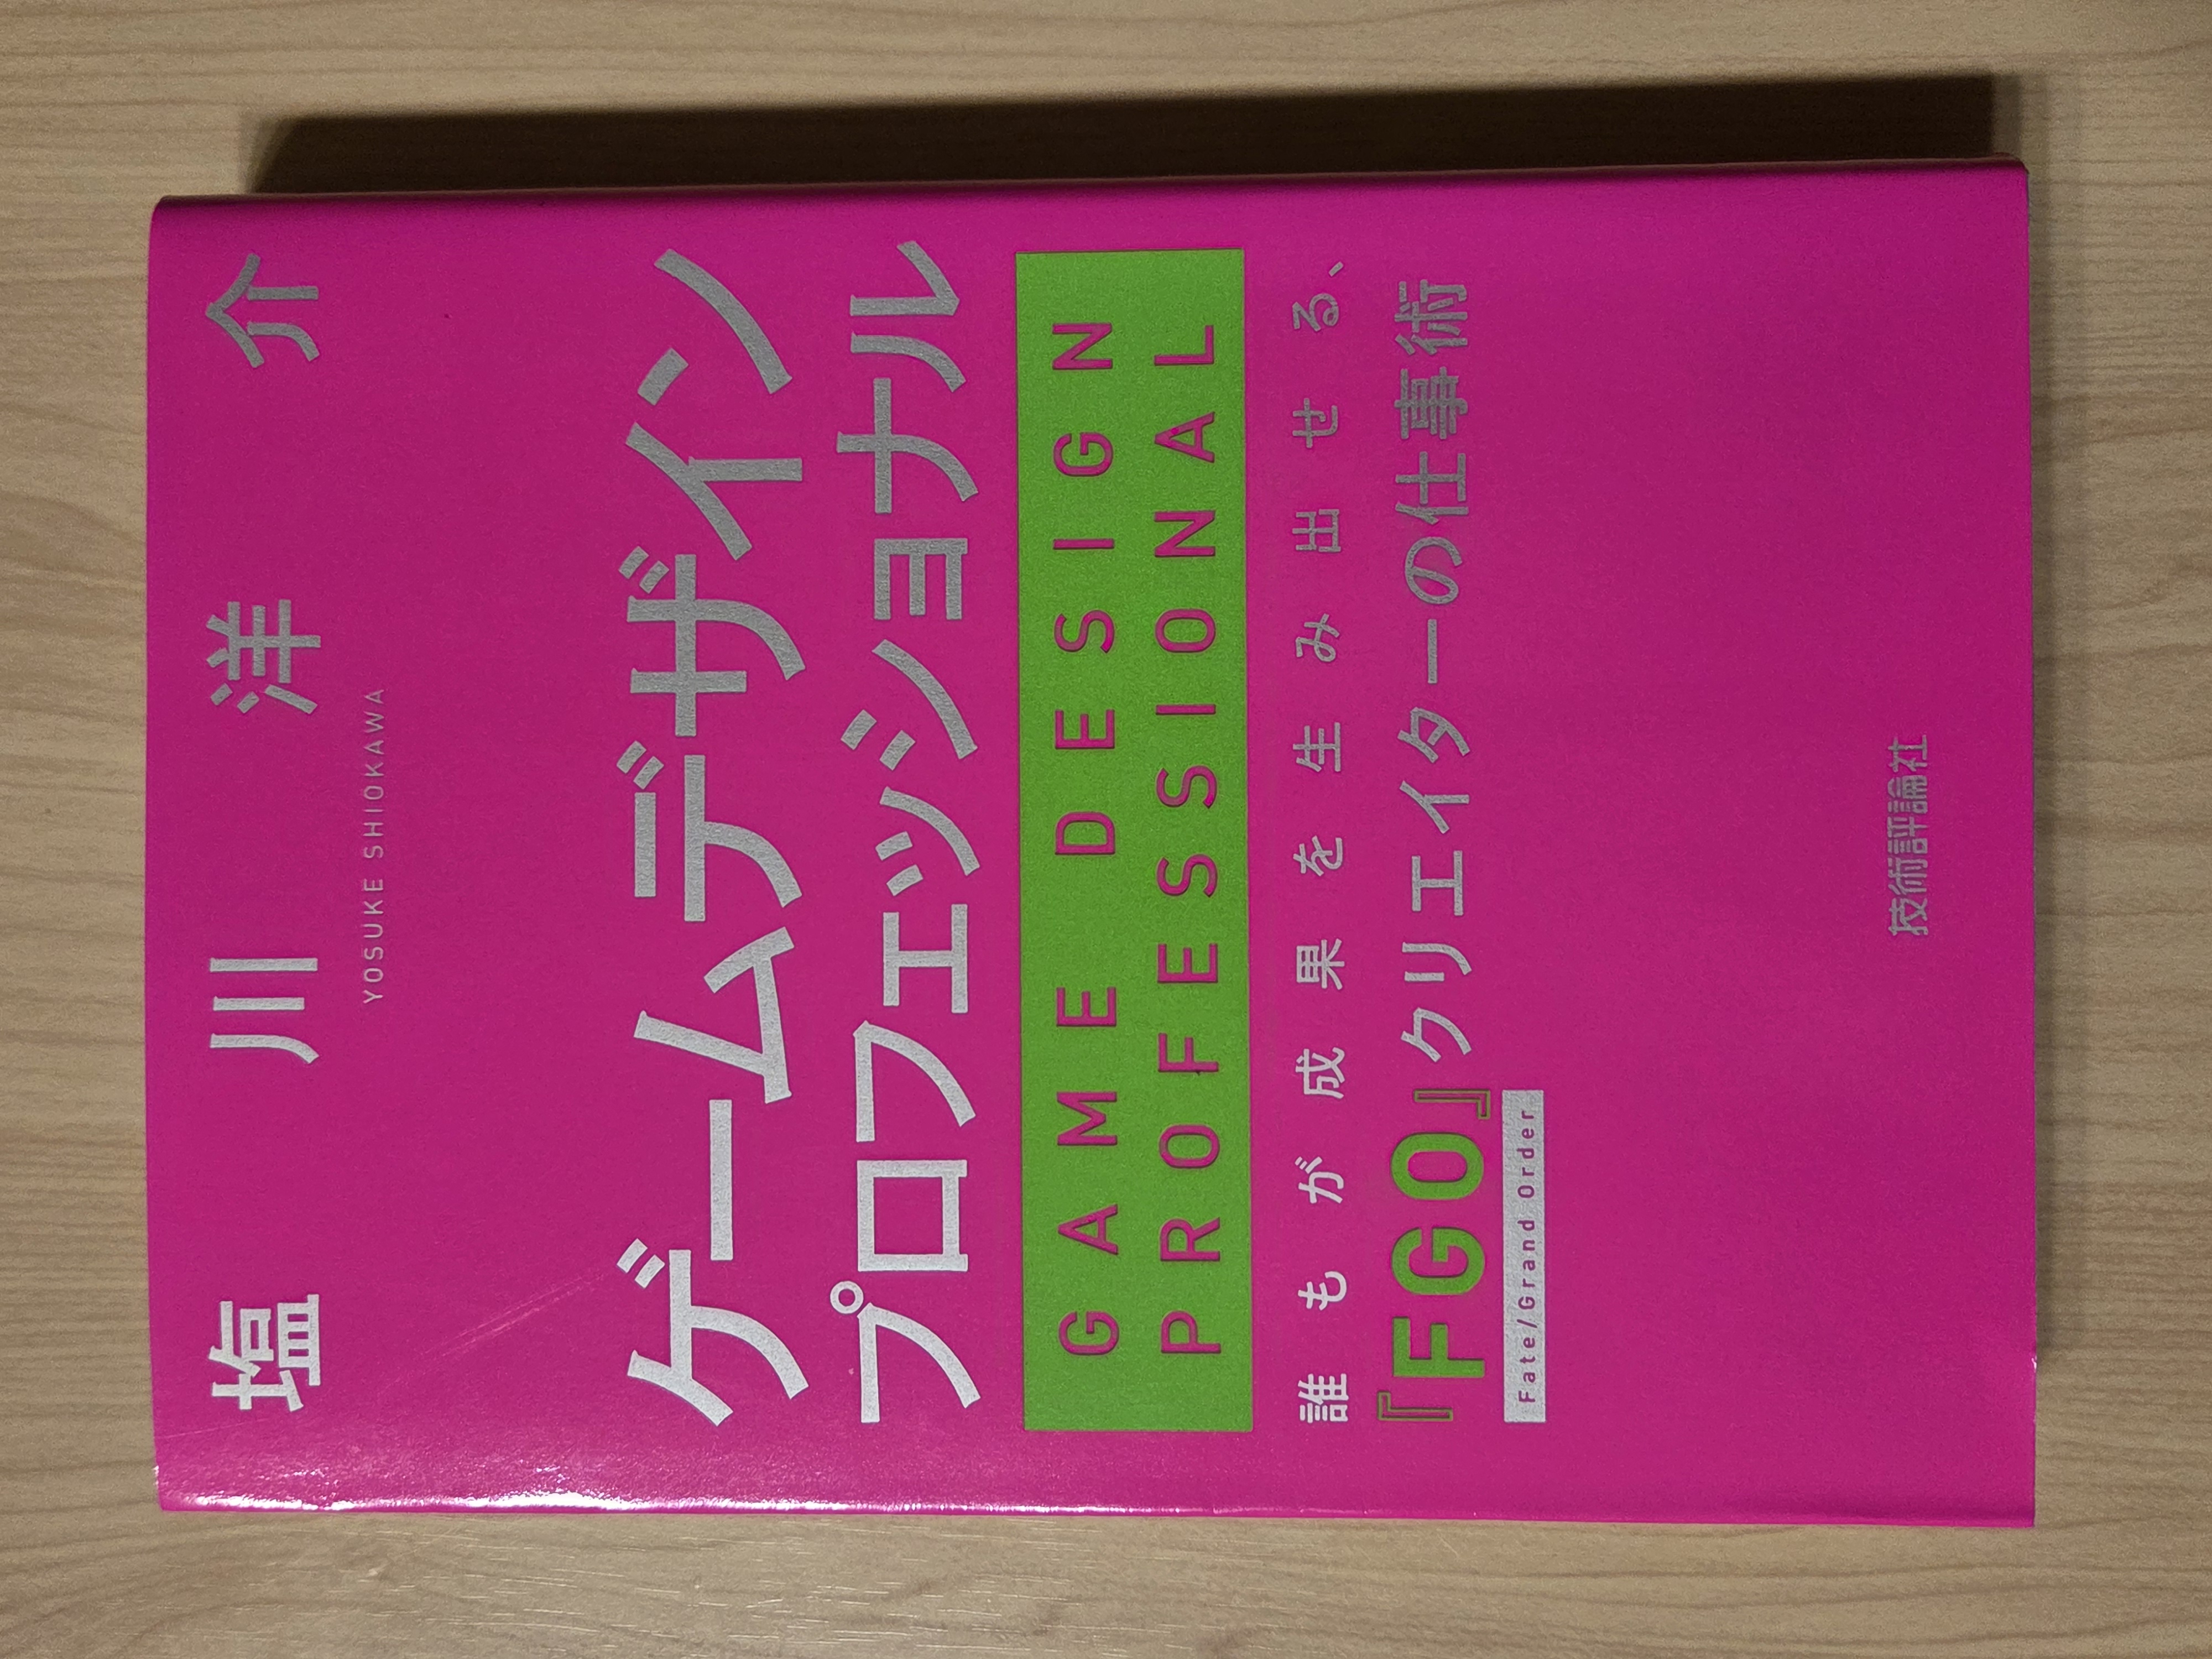 塩川洋介
YOSUKE SHIOKAWA
ゲームデザイン
プロフェッショナル
GAME DESIGN
PROFESSIONAL
誰もが成果を生み出せる、
『FGO』クリエイターの仕事術
Fate/Grand Order
技術評論社